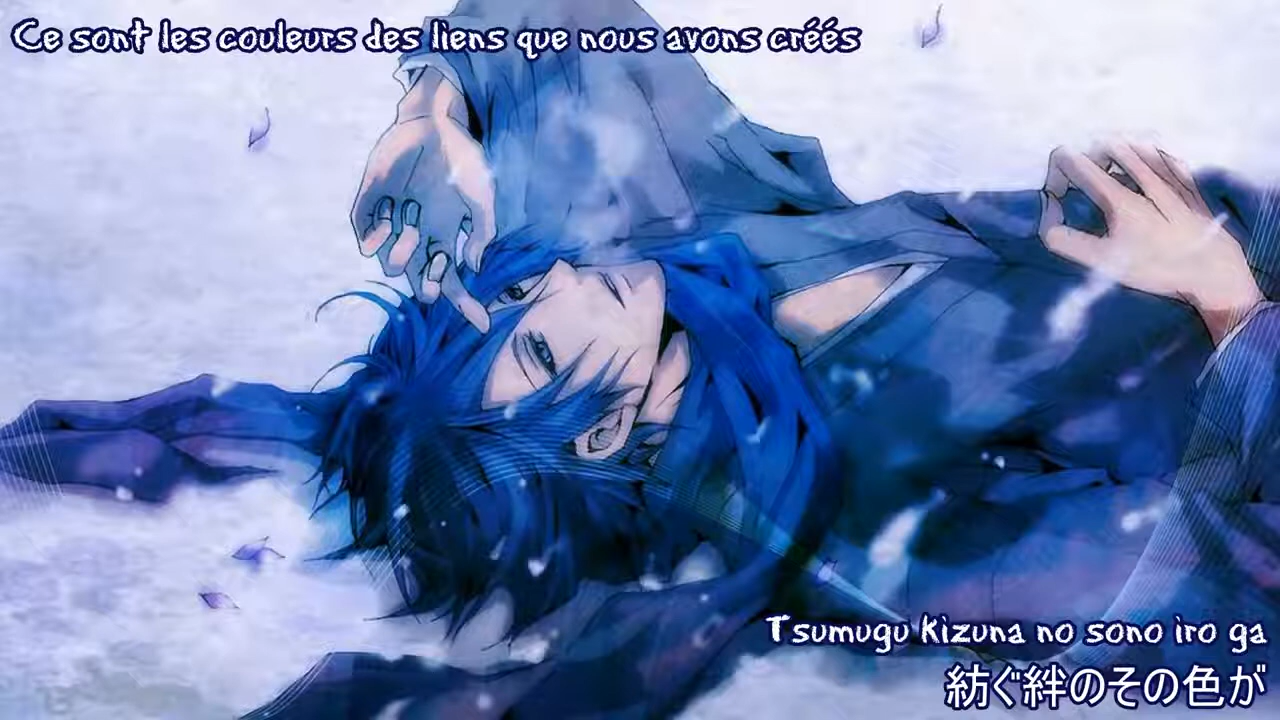 Ce sont les couleurs des liens que nous avons créés
Tsumugu kizuna no sono iro ga
紡ぐ絆のその色が